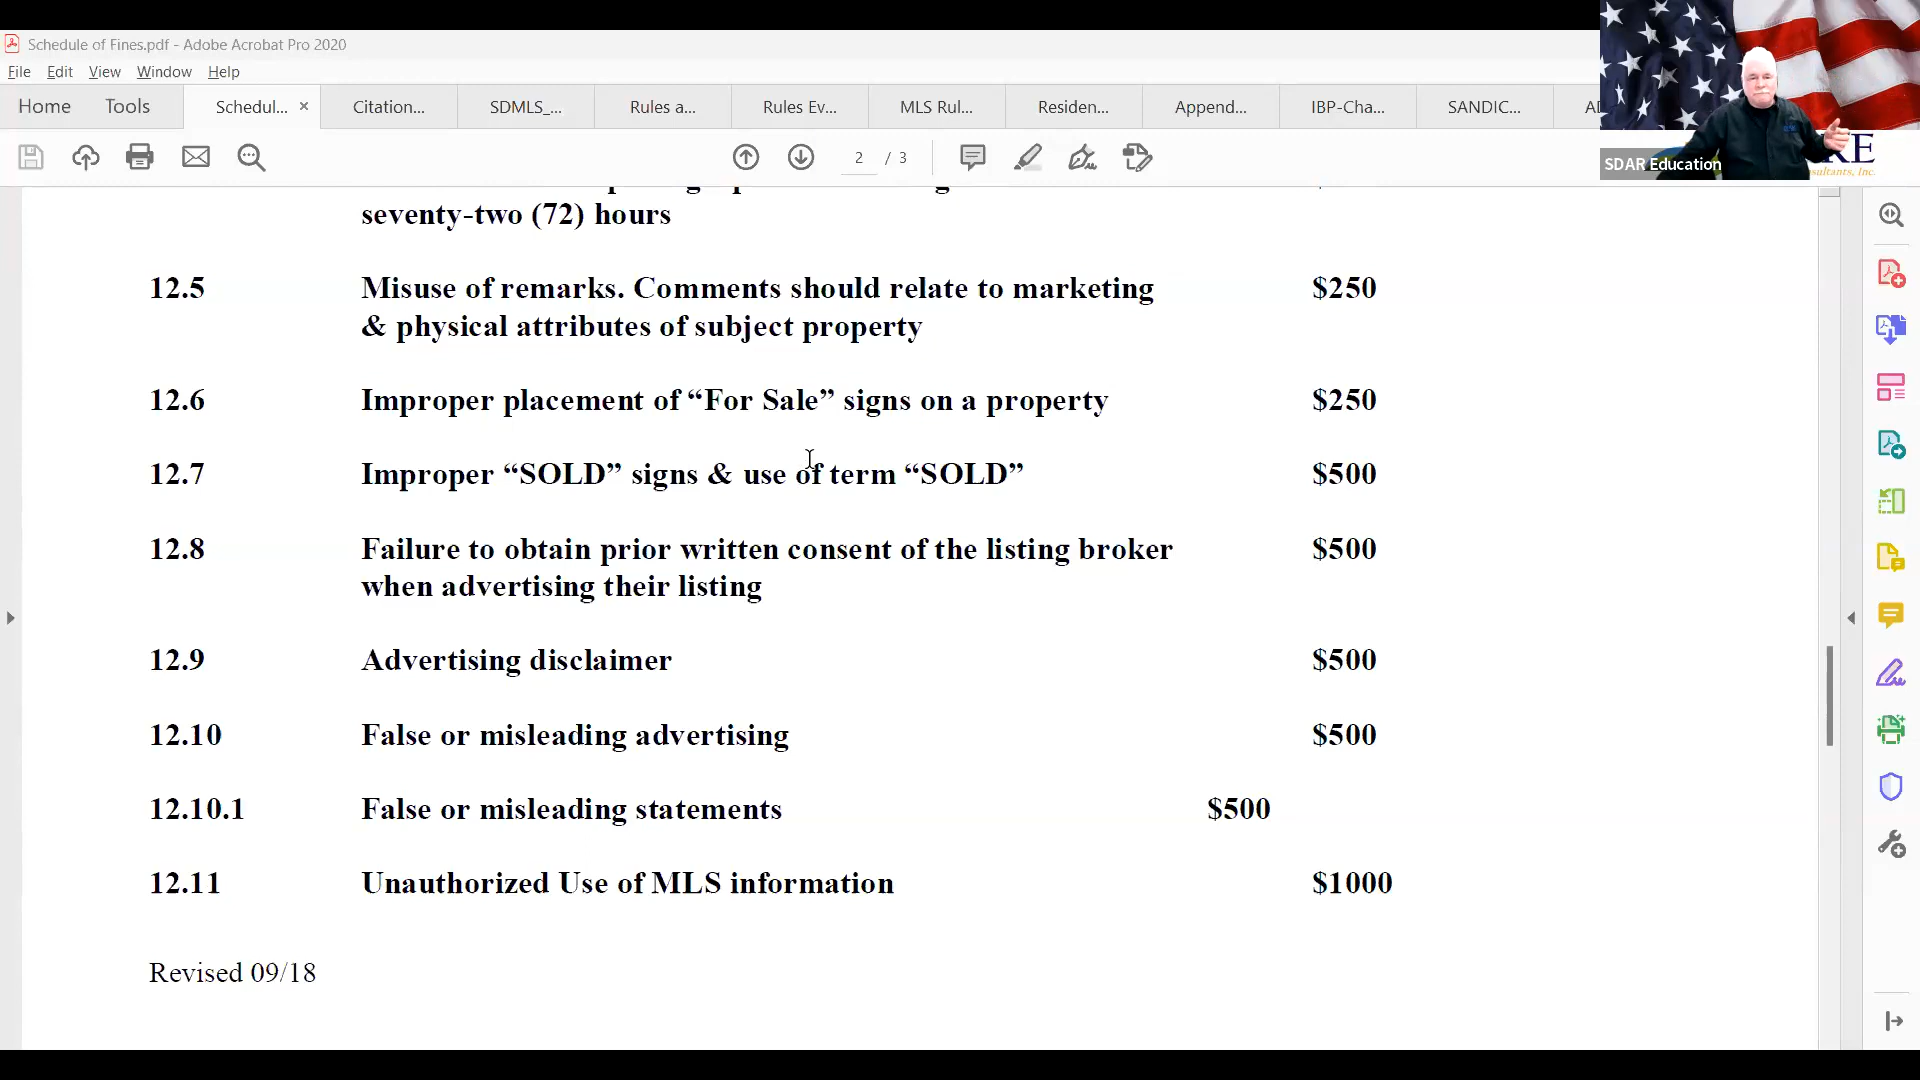 Schedule of Fines.pdf - Adobe Acrobat Pro 2020
File Edit View Window Help
Home Tools Schedul... × Citation... SDMLS_... Rules a... Rules Ev... MLS Rul... Residen... Append... IBP-Cha... SANDIC...
2 / 3
SDAR Education
seventy-two (72) hours
12.5 Misuse of remarks. Comments should relate to marketing $250
& physical attributes of subject property
12.6 Improper placement of “For Sale” signs on a property $250
12.7 Improper “SOLD” signs & use of term “SOLD” $500
12.8 Failure to obtain prior written consent of the listing broker $500
when advertising their listing
12.9 Advertising disclaimer $500
12.10 False or misleading advertising $500
12.10.1 False or misleading statements $500
12.11 Unauthorized Use of MLS information $1000
Revised 09/18